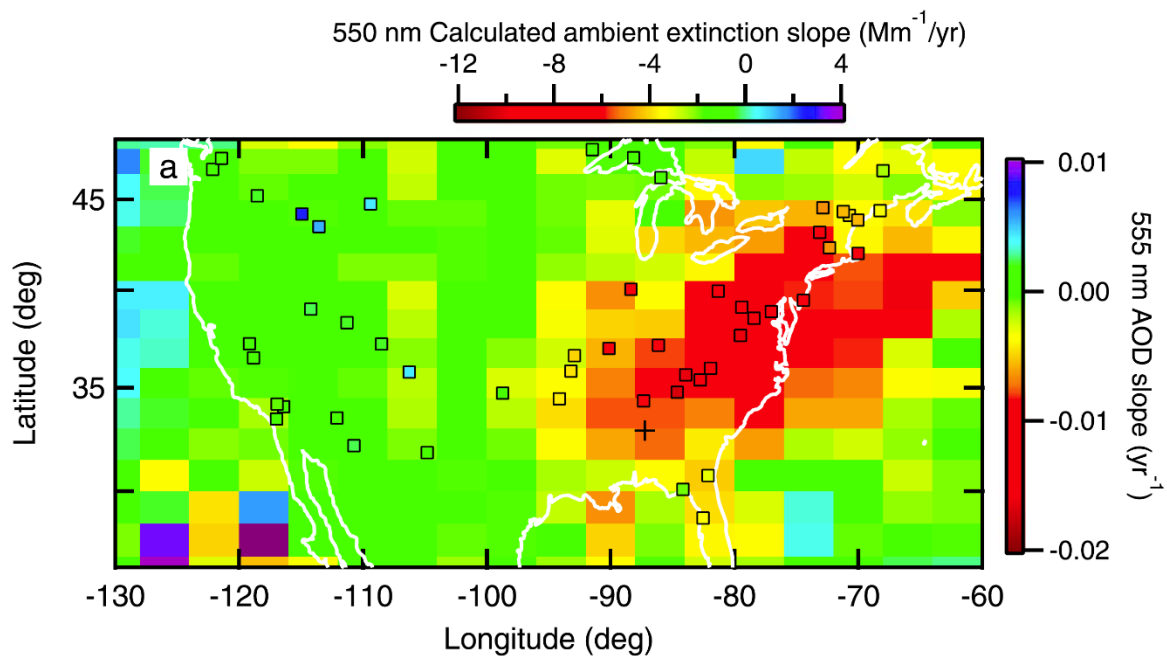 550 nm Calculated ambient extinction slope (Mm⁻¹/yr)
-12 -8 -4 0 4
a
45
35
Latitude (deg)
0.01
0.00
-0.01
-0.02
555 nm AOD slope (yr⁻¹)
-130 -120 -110 -100 -90 -80 -70 -60
Longitude (deg)